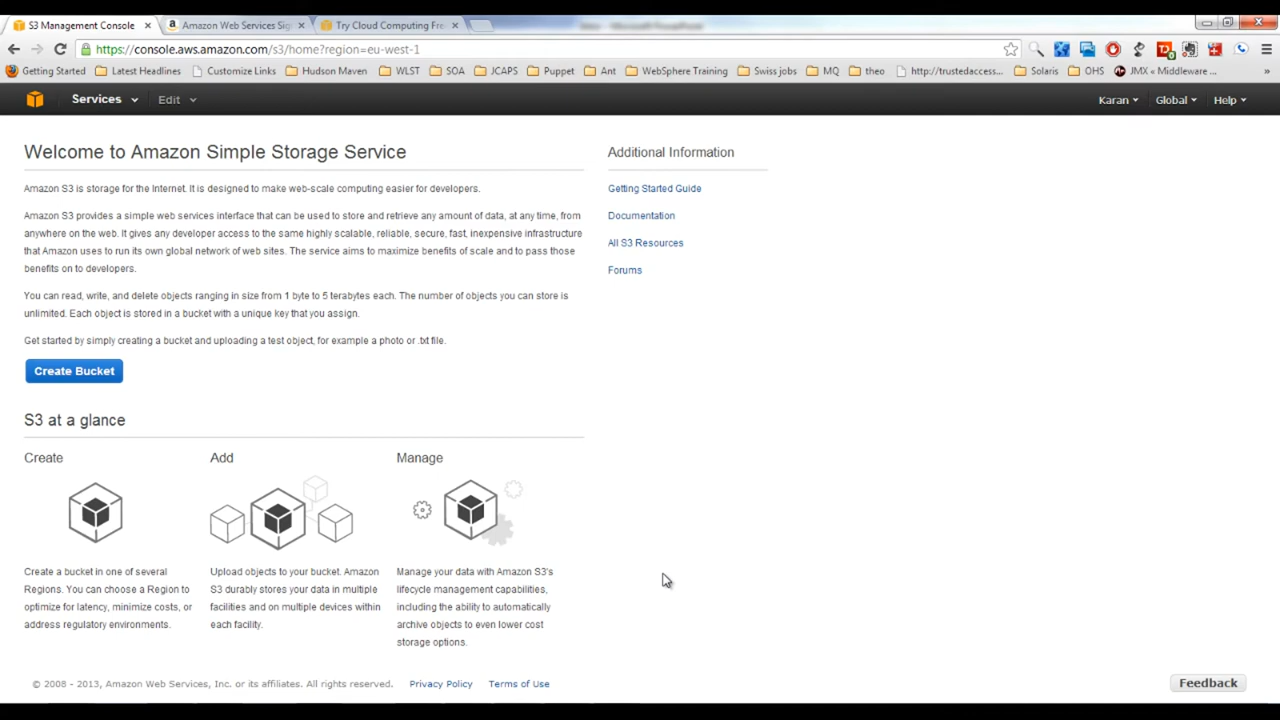 S3 Management Console
Amazon Web Services Sig
Try Cloud Computing Fre
https://console.aws.amazon.com/s3/home?region=eu-west-1
Getting Started Latest Headlines Customize Links Hudson Maven WLST SOA JCAPS Puppet Ant WebSphere Training Swiss jobs MQ theo http://trustedaccess... Solaris OHS JMX « Middleware ... »
Services Edit Karan Global Help
Welcome to Amazon Simple Storage Service
Amazon S3 is storage for the Internet. It is designed to make web-scale computing easier for developers.
Amazon S3 provides a simple web services interface that can be used to store and retrieve any amount of data, at any time, from
anywhere on the web. It gives any developer access to the same highly scalable, reliable, secure, fast, inexpensive infrastructure
that Amazon uses to run its own global network of web sites. The service aims to maximize benefits of scale and to pass those
benefits on to developers.
You can read, write, and delete objects ranging in size from 1 byte to 5 terabytes each. The number of objects you can store is
unlimited. Each object is stored in a bucket with a unique key that you assign.
Get started by simply creating a bucket and uploading a test object, for example a photo or .txt file.
Create Bucket
Additional Information
Getting Started Guide
Documentation
All S3 Resources
Forums
S3 at a glance
Create
Create a bucket in one of several
Regions. You can choose a Region to
optimize for latency, minimize costs, or
address regulatory environments.
Add
Upload objects to your bucket. Amazon
S3 durably stores your data in multiple
facilities and on multiple devices within
each facility.
Manage
Manage your data with Amazon S3's
lifecycle management capabilities,
including the ability to automatically
archive objects to even lower cost
storage options.
© 2008 - 2013, Amazon Web Services, Inc. or its affiliates. All rights reserved. Privacy Policy Terms of Use
Feedback